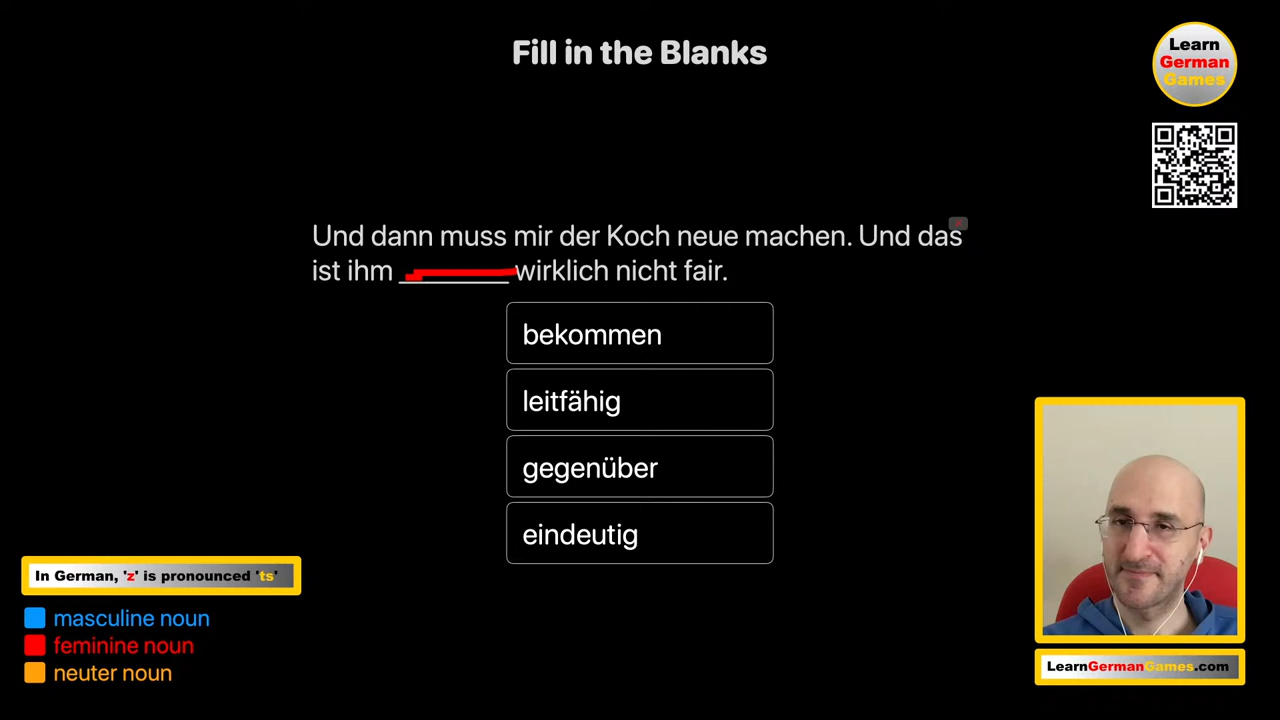 Fill in the Blanks
Learn
German
Games
Und dann muss mir der Koch neue machen. Und das
ist ihm ________ wirklich nicht fair.
bekommen
leitfähig
gegenüber
eindeutig
In German, 'z' is pronounced 'ts'
masculine noun
feminine noun
neuter noun
LearnGermanGames.com